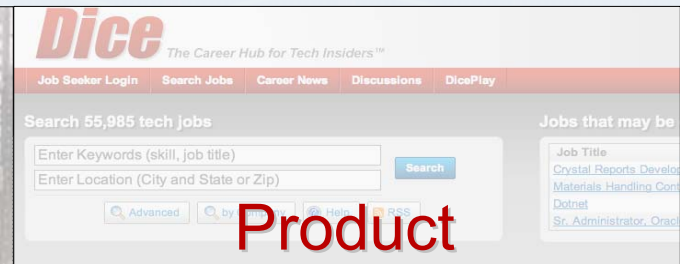 Dice The Career Hub for Tech Insiders™
Job Seeker Login Search Jobs Career News Discussions DicePlay
Search 55,985 tech jobs
Jobs that may be
Enter Keywords (skill, job title)
Enter Location (City and State or Zip)
Search
Job Title
Crystal Reports Develop
Materials Handling Cont
Dotnet
Sr. Administrator, Oracl
Advanced by Company Help RSS
Product